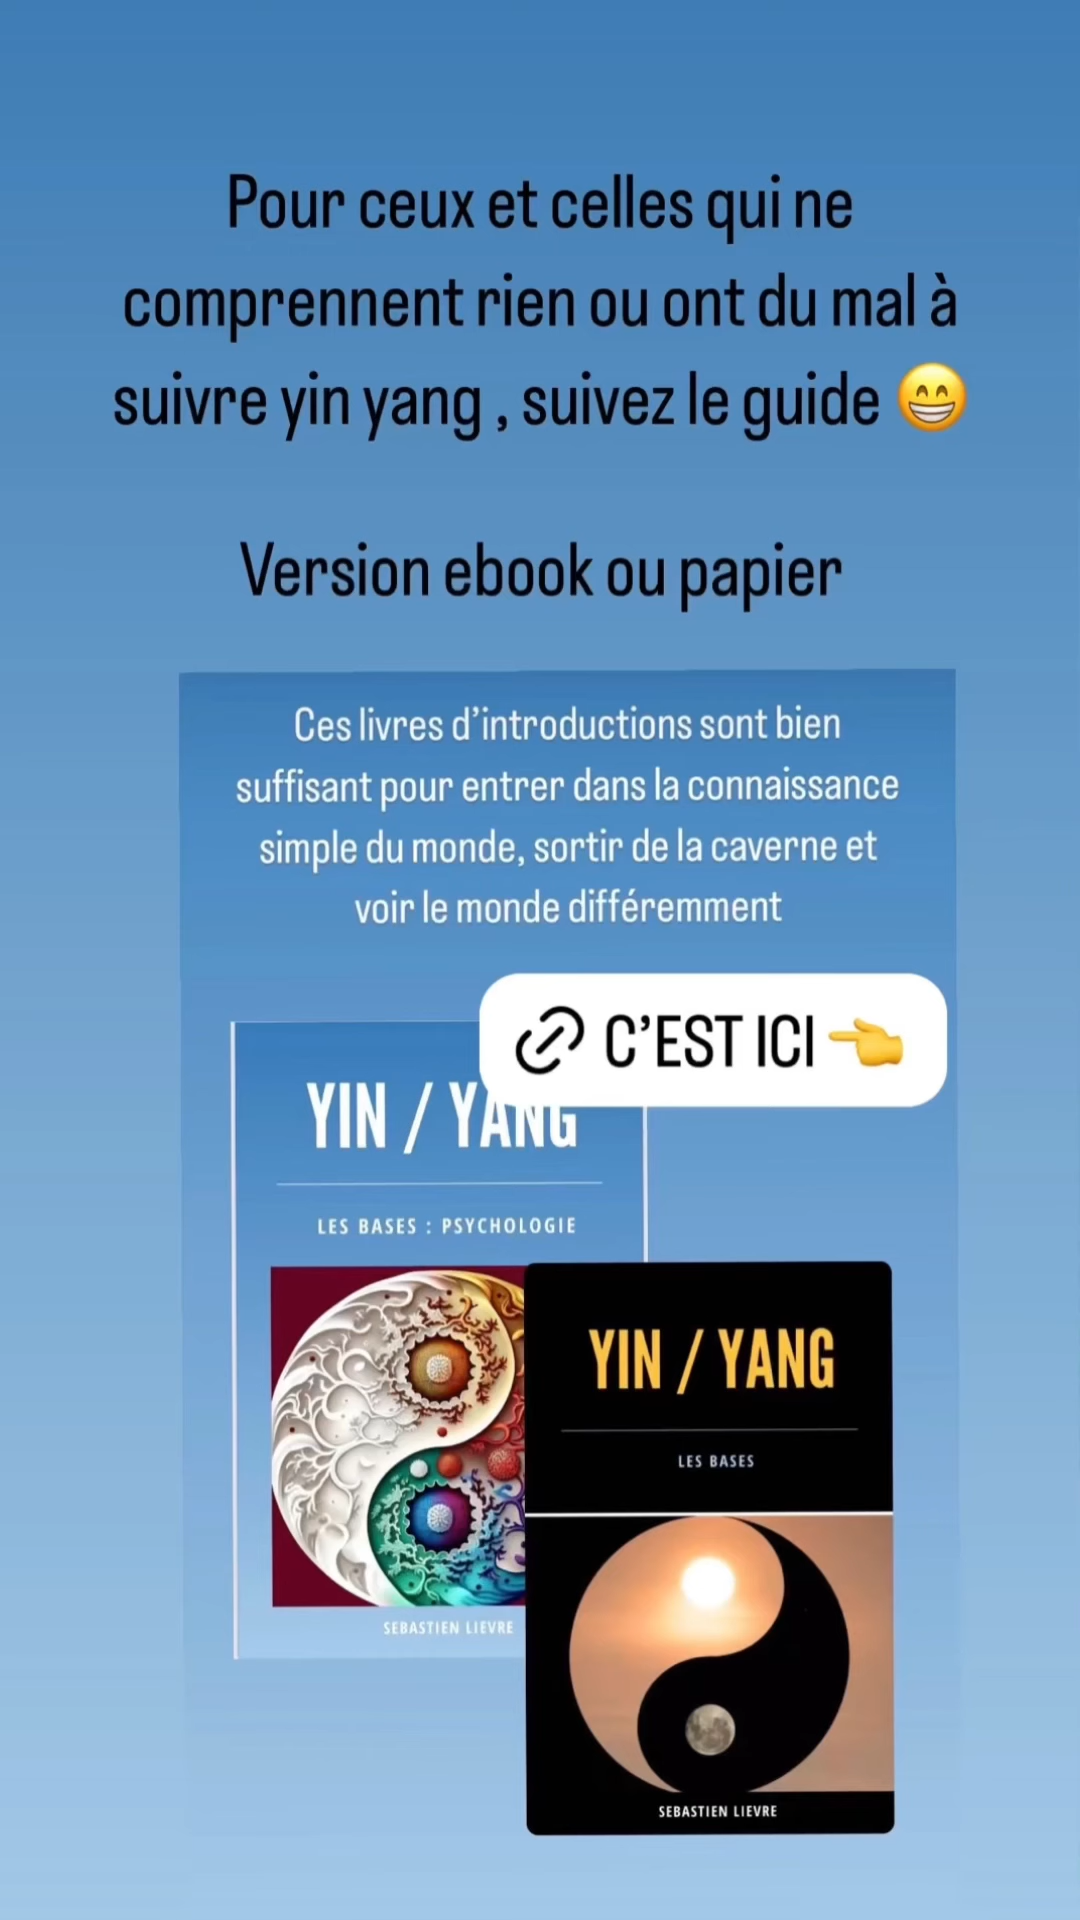 Pour ceux et celles qui ne
comprennent rien ou ont du mal à
suivre yin yang , suivez le guide 😁
Version ebook ou papier
Ces livres d'introductions sont bien
suffisant pour entrer dans la connaissance
simple du monde, sortir de la caverne et
voir le monde différemment
C'EST ICI 👈
YIN / YANG
LES BASES : PSYCHOLOGIE
SEBASTIEN LIEVRE
YIN / YANG
LES BASES
SEBASTIEN LIEVRE